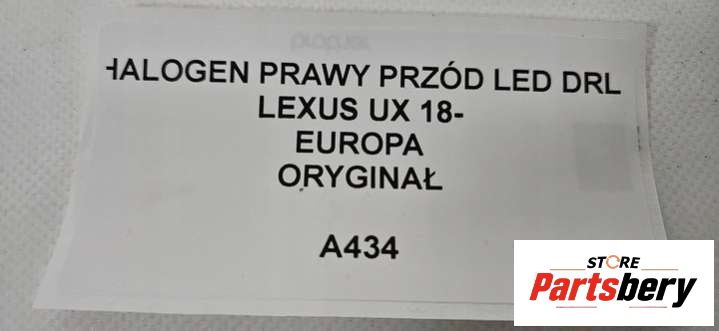 HALOGEN PRAWY PRZÓD LED DRL
LEXUS UX 18-
EUROPA
ORYGINAŁ
A434
STORE
Partsbery